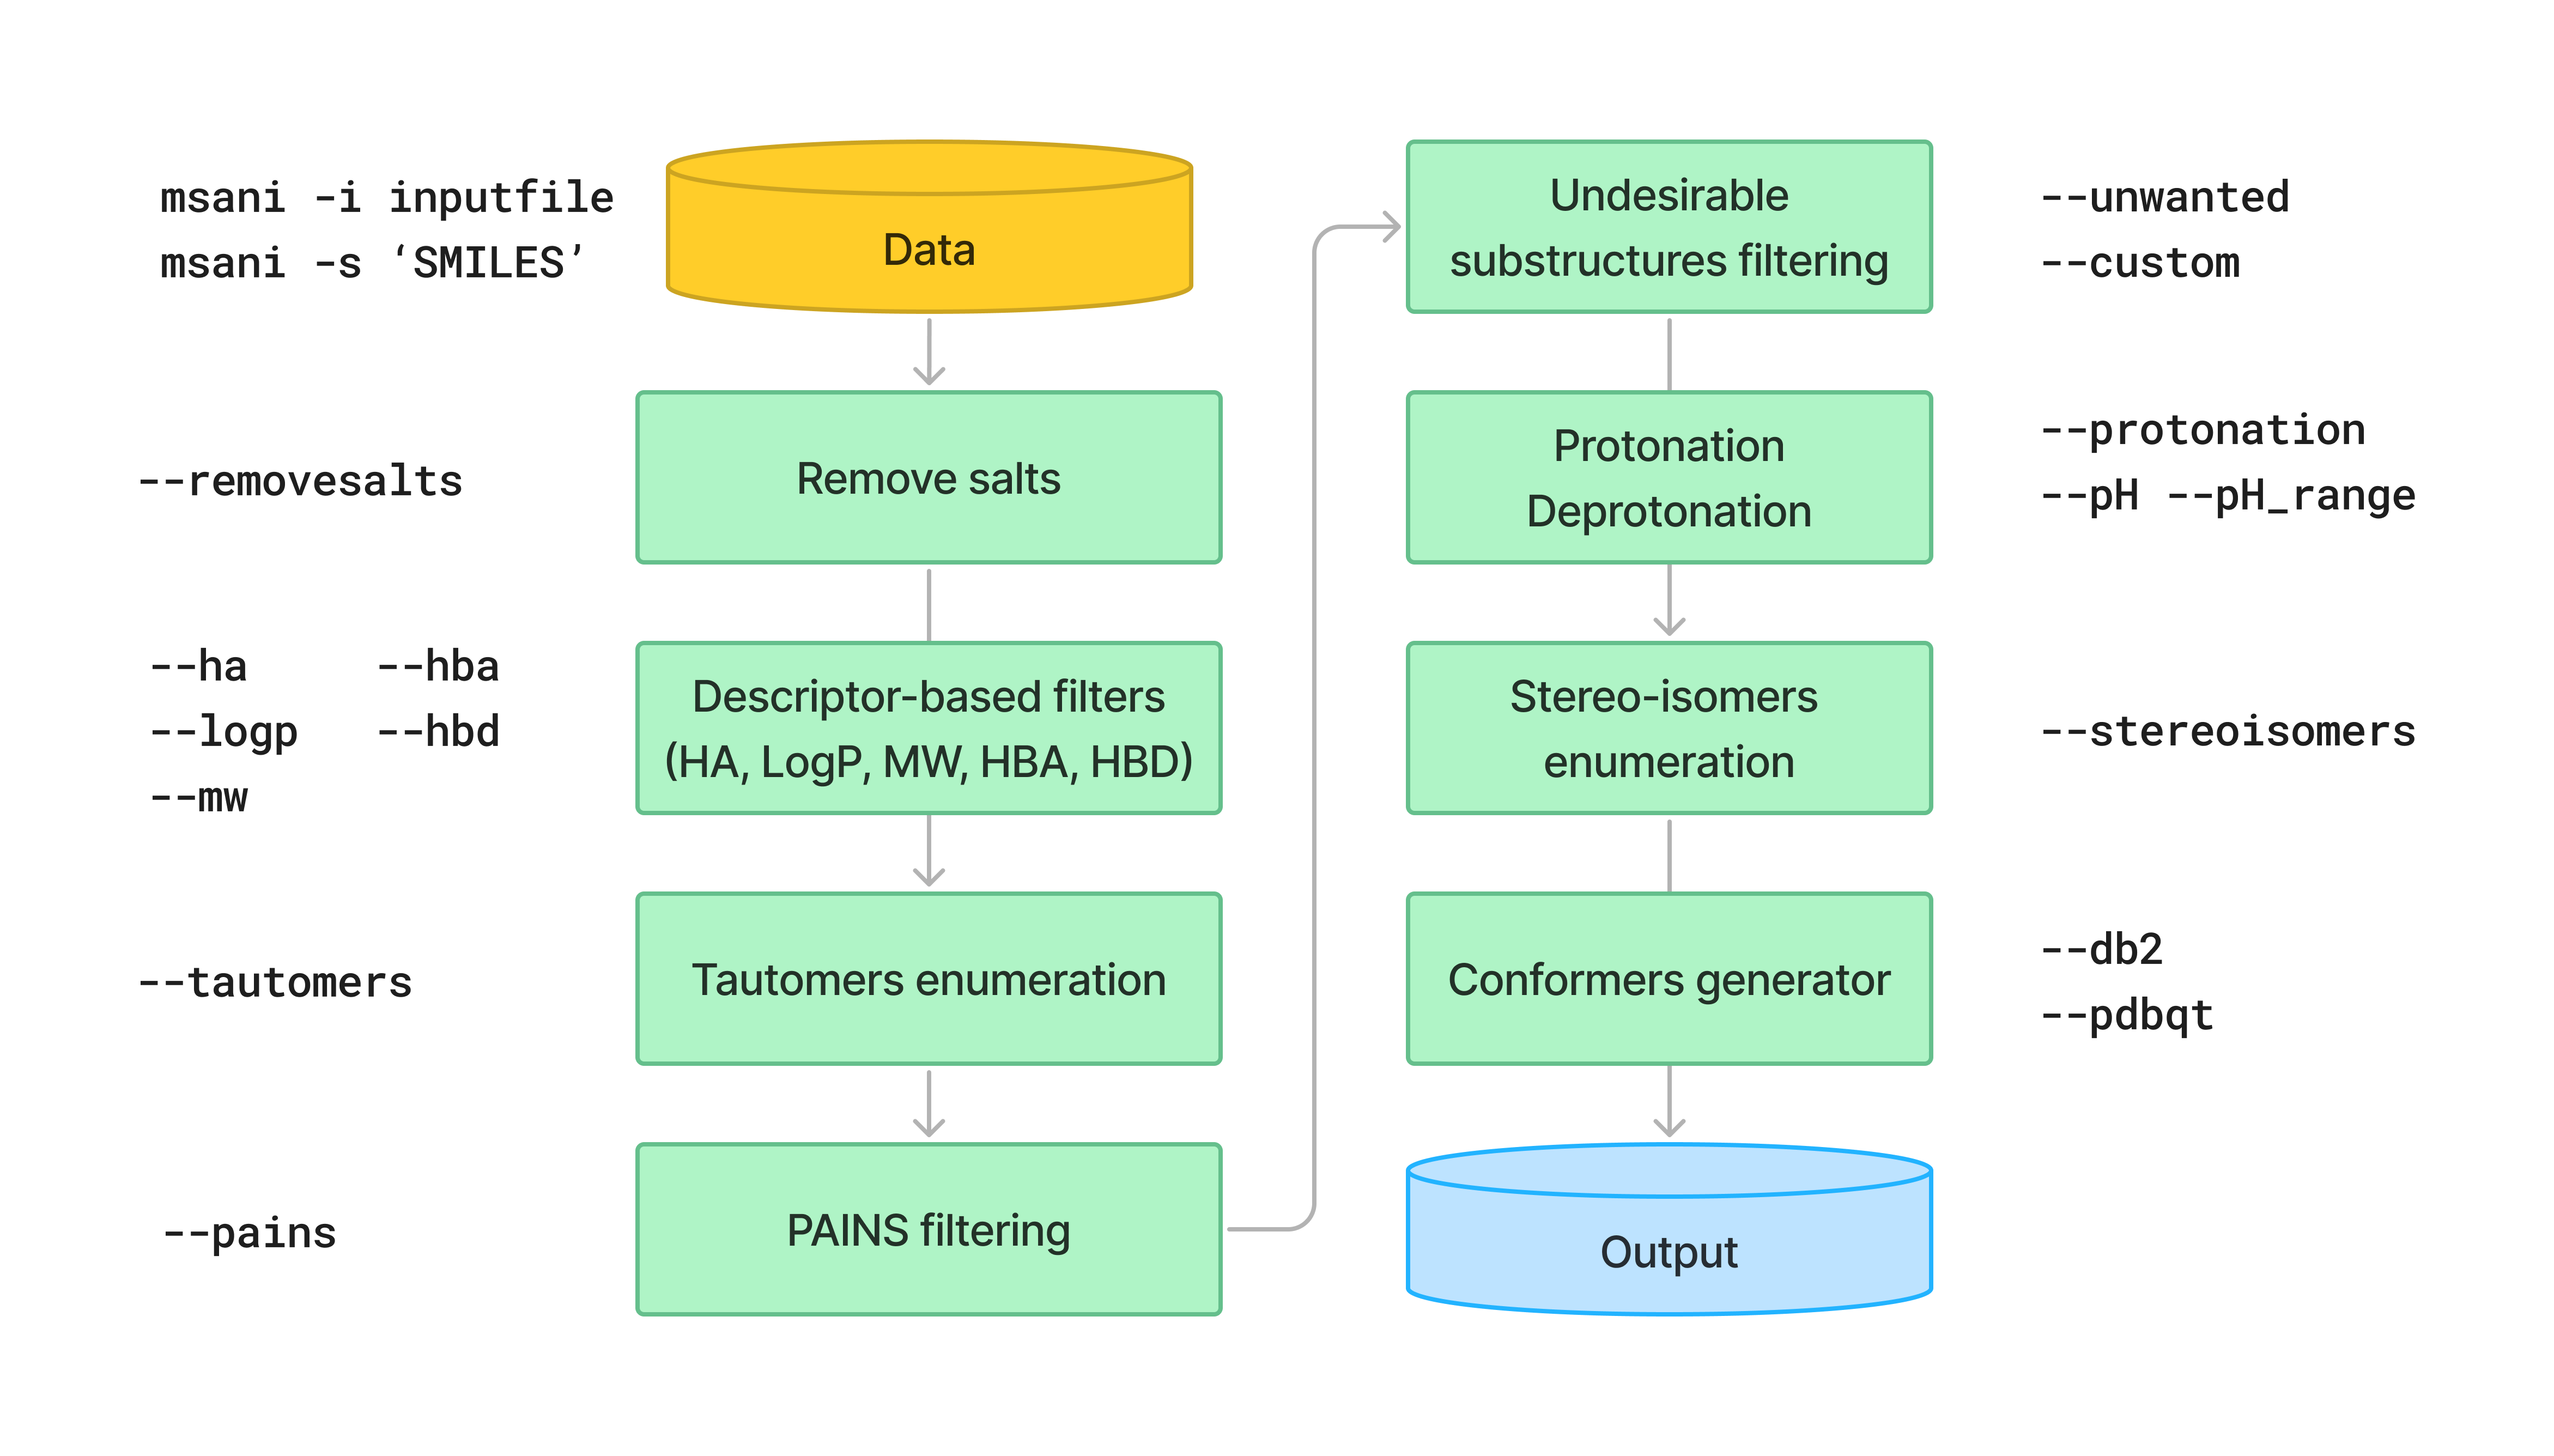 msani -i inputfile
msani -s ‘SMILES’
Data
--removesalts
Remove salts
--ha --hba
--logp --hbd
--mw
Descriptor-based filters
(HA, LogP, MW, HBA, HBD)
--tautomers
Tautomers enumeration
--pains
PAINS filtering
Undesirable
substructures filtering
--unwanted
--custom
Protonation
Deprotonation
--protonation
--pH --pH_range
Stereo-isomers
enumeration
--stereoisomers
Conformers generator
--db2
--pdbqt
Output